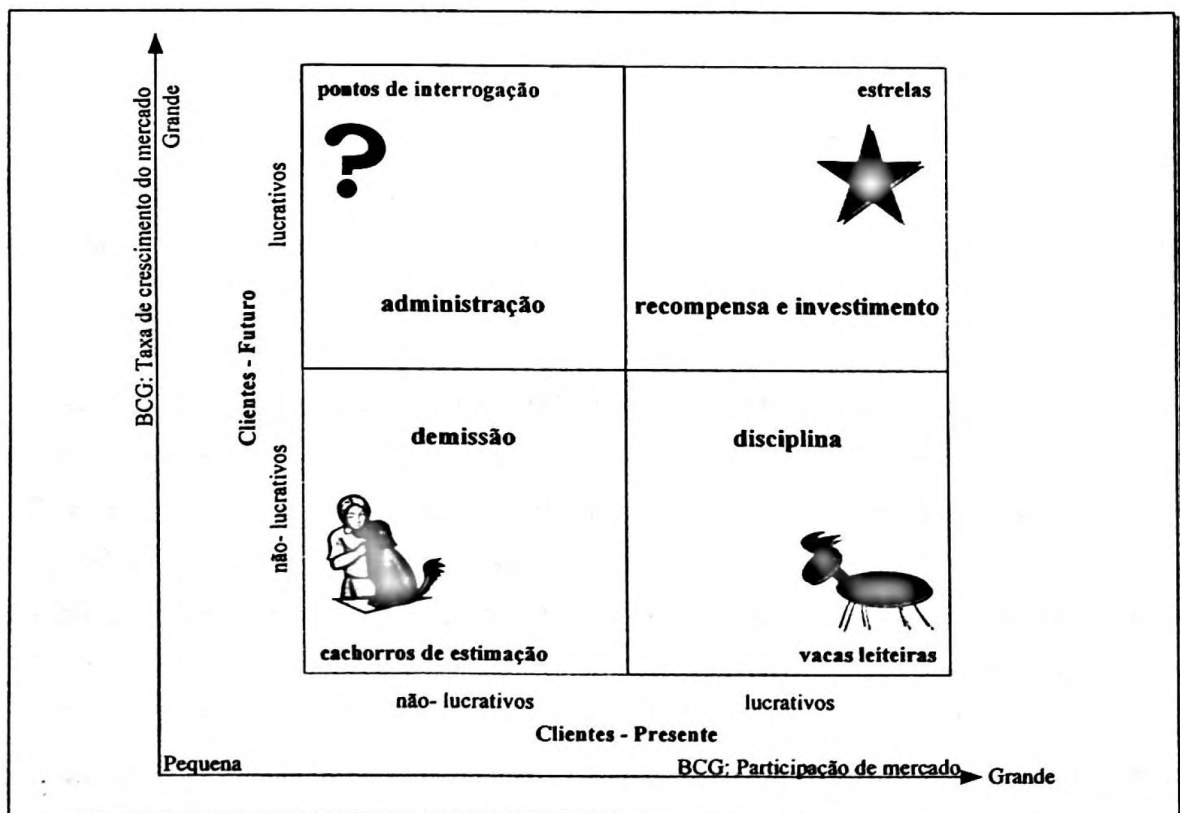 BCG: Taxa de crescimento do mercado
Grande
pontos de interrogação
estrelas
lucrativos
administração
recompensa e investimento
Clientes - Futuro
demissão
disciplina
não- lucrativos
cachorros de estimação
vacas leiteiras
não- lucrativos
lucrativos
Clientes - Presente
Pequena
BCG: Participação de mercado
Grande